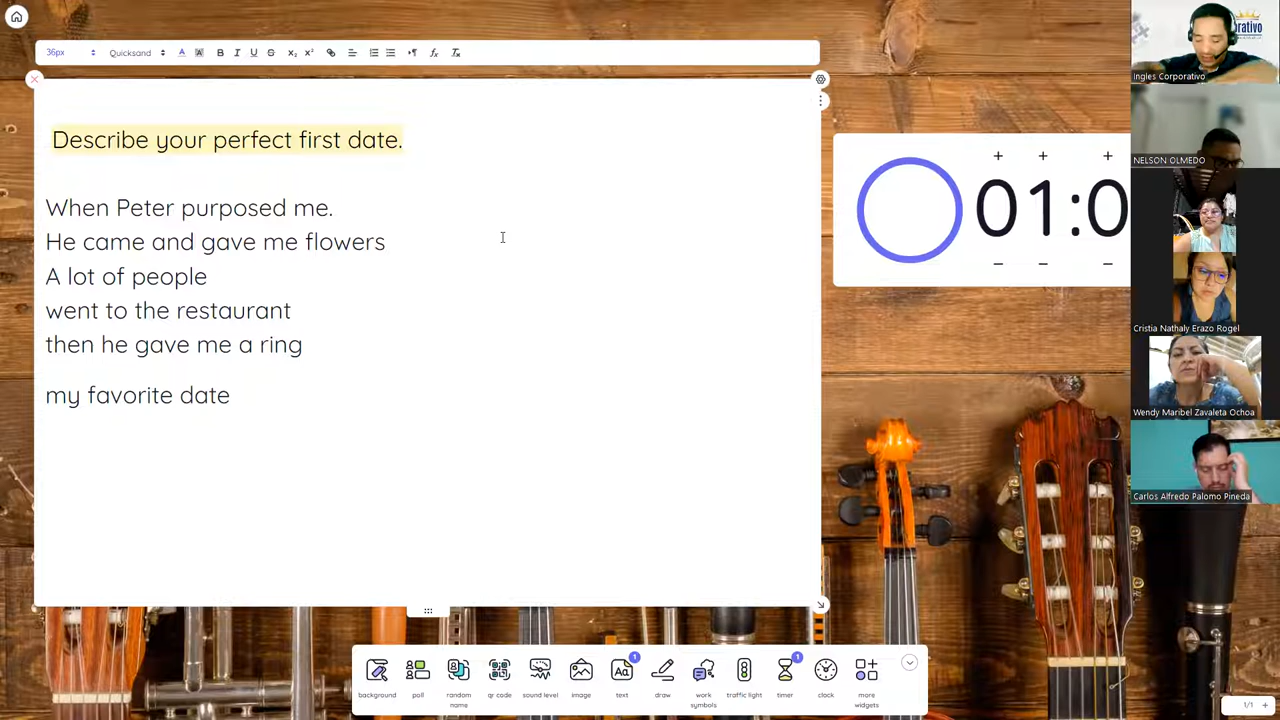 36px
Quicksand
Describe your perfect first date.
When Peter purposed me.
He came and gave me flowers
A lot of people
went to the restaurant
then he gave me a ring
my favorite date
01:0
background
poll
random name
qr code
sound level
image
1
text
draw
work symbols
traffic light
1
timer
clock
more widgets
Ingles Corporativo
NELSON OLMEDO
Cristia Nathaly Erazo Rogel
Wendy Maribel Zavaleta Ochoa
Carlos Alfredo Palomo Pineda
1/1